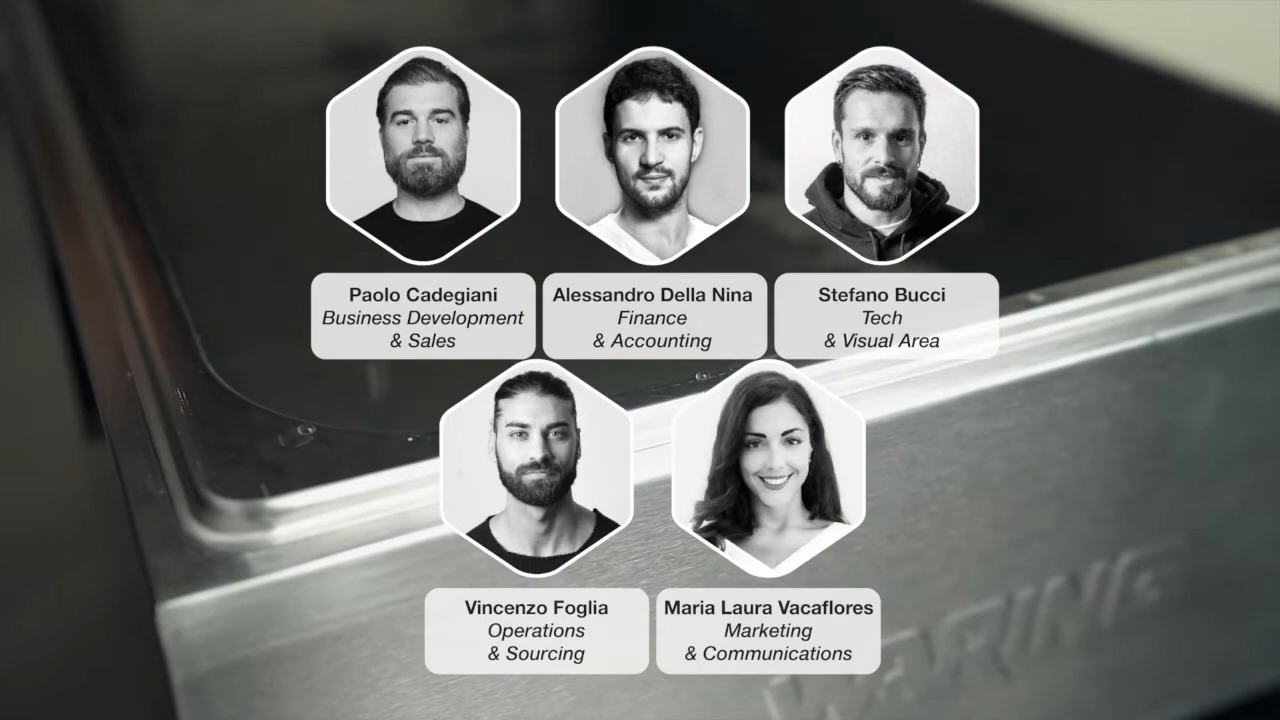 Paolo Cadegiani
Business Development
& Sales
Alessandro Della Nina
Finance
& Accounting
Stefano Bucci
Tech
& Visual Area
Vincenzo Foglia
Operations
& Sourcing
Maria Laura Vacaflores
Marketing
& Communications
WARING